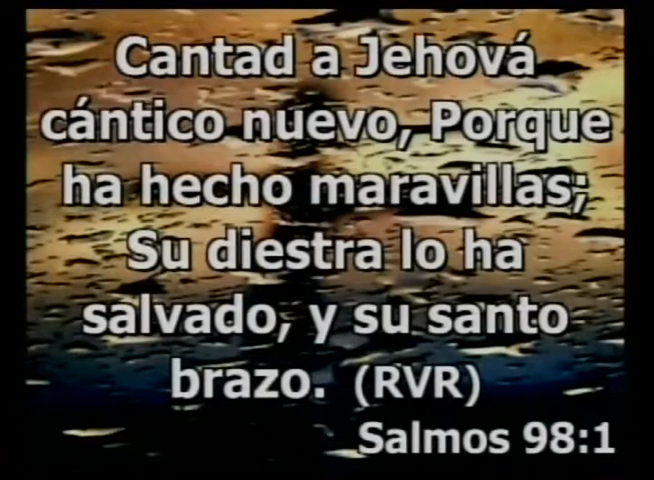 Cantad a Jehová
cántico nuevo, Porque
ha hecho maravillas;
Su diestra lo ha
salvado, y su santo
brazo. (RVR)
Salmos 98:1